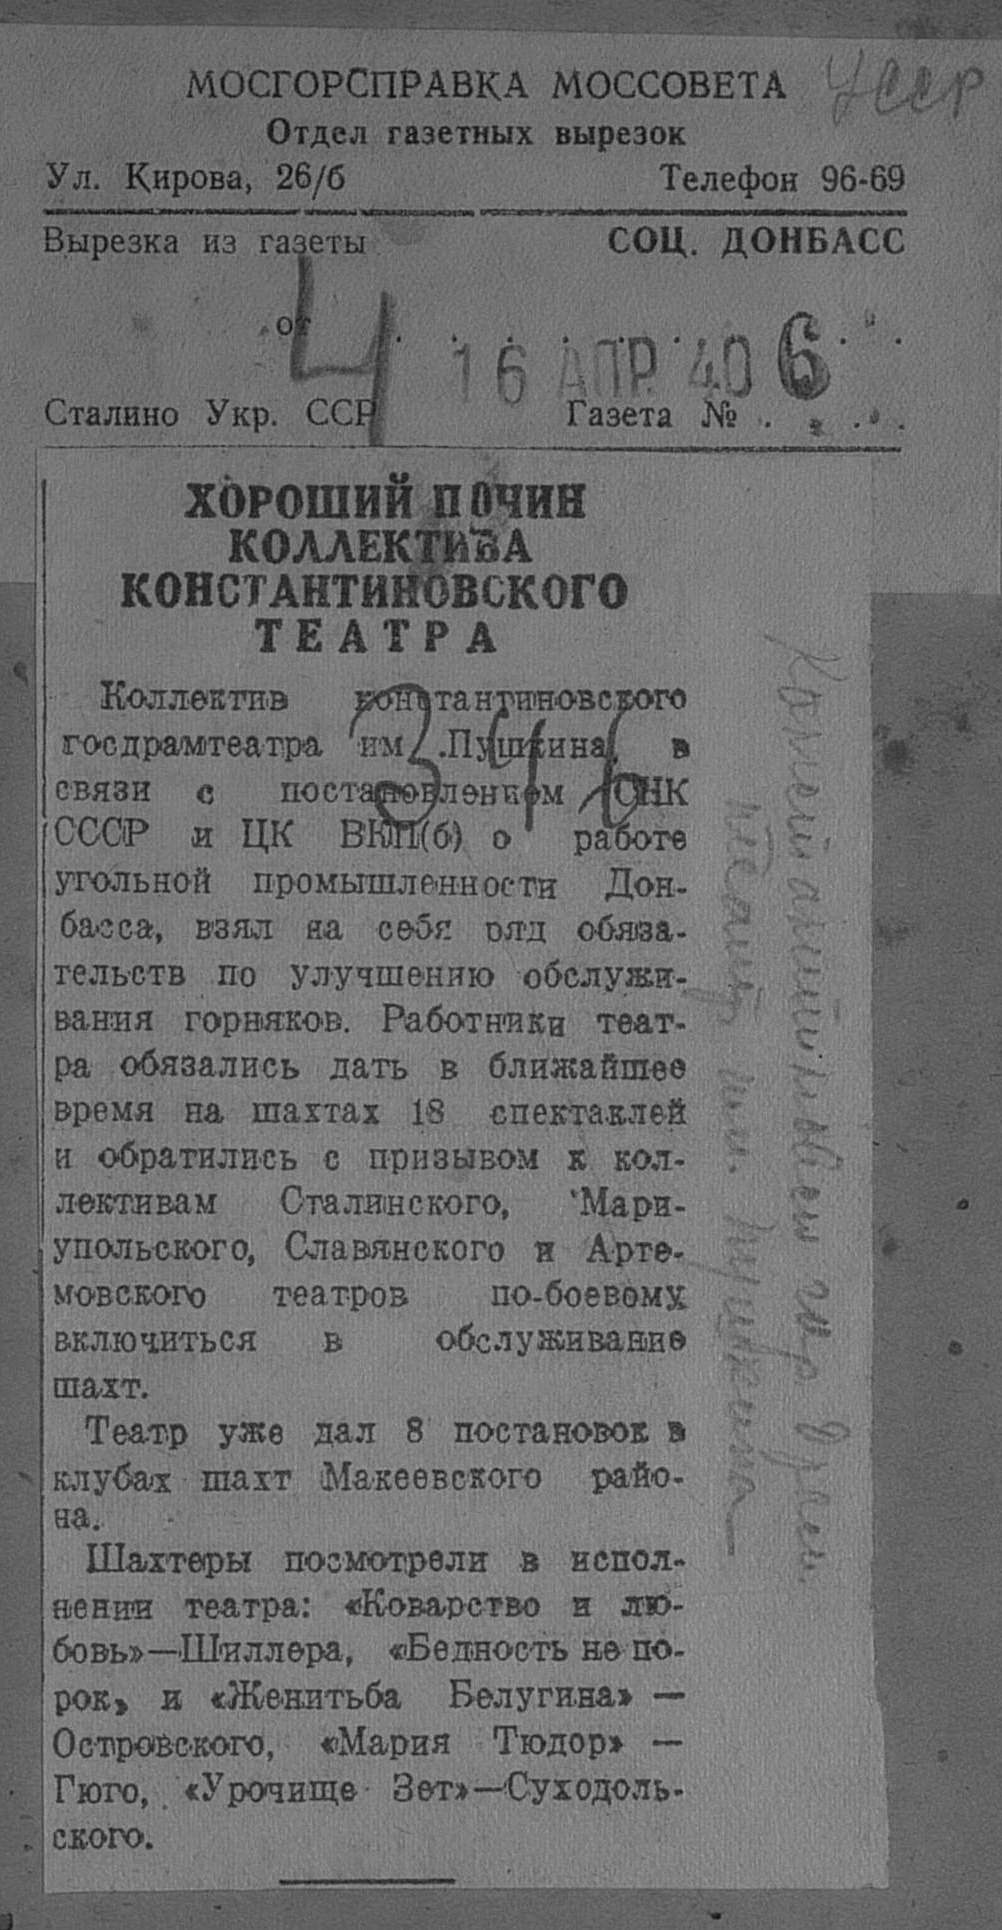 УССР
МОСГОРСПРАВКА МОССОВЕТА
Отдел газетных вырезок
Ул. Кирова, 26/б Телефон 96-69
Вырезка из газеты СОЦ. ДОНБАСС
от 4 16 АПР. 40 6
Сталино Укр. ССР Газета № . . . .
ХОРОШИЙ ПОЧИН
КОЛЛЕКТИВА
КОНСТАНТИНОВСКОГО
ТЕАТРА
Коллектив константиновского
госдрамтеатра им. Пушкина, в
связи с постановлением СНК
СССР и ЦК ВКП(б) о работе
угольной промышленности Дон-
басса, взял на себя ряд обяза-
тельств по улучшению обслужи-
вания горняков. Работники теат-
ра обязались дать в ближайшее
время на шахтах 18 спектаклей
и обратились с призывом к кол-
лективам Сталинского, Мари-
упольского, Славянского и Арте-
мовского театров по-боевому
включиться в обслуживание
шахт.
Театр уже дал 8 постановок в
клубах шахт Макеевского райо-
на.
Шахтеры посмотрели в испол-
нении театра: «Коварство и лю-
бовь»—Шиллера, «Бедность не по-
рок» и «Женитьба Белугина» —
Островского, «Мария Тюдор» —
Гюго, «Урочище Зет»—Суходоль-
ского.
театр им. Пушкина